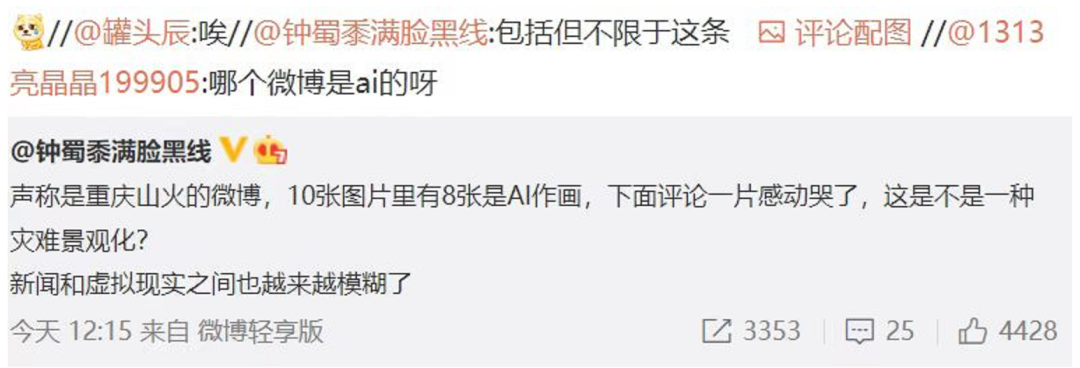 //@罐头辰:唉//@钟蜀黍满脸黑线:包括但不限于这条 评论配图 //@1313
亮晶晶199905:哪个微博是ai的呀
@钟蜀黍满脸黑线
声称是重庆山火的微博，10张图片里有8张是AI作画，下面评论一片感动哭了，这是不是一种
灾难景观化？
新闻和虚拟现实之间也越来越模糊了
今天 12:15 来自 微博轻享版 3353 25 4428